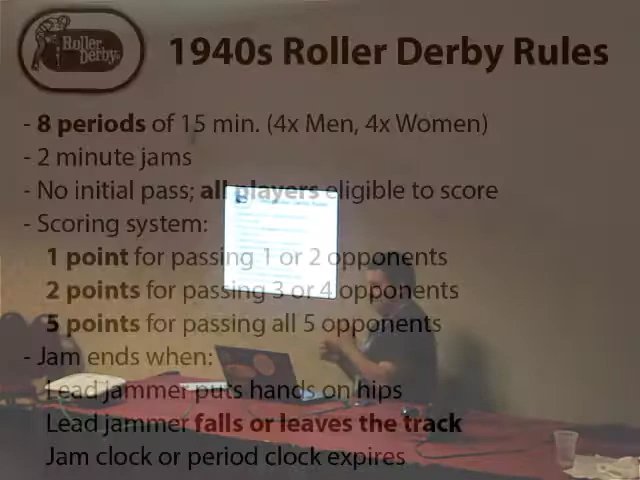 Roller
Derby
1940s Roller Derby Rules
- 8 periods of 15 min. (4x Men, 4x Women)
- 2 minute jams
- No initial pass; all players eligible to score
- Scoring system:
1 point for passing 1 or 2 opponents
2 points for passing 3 or 4 opponents
5 points for passing all 5 opponents
- Jam ends when:
Lead jammer puts hands on hips
Lead jammer falls or leaves the track
Jam clock or period clock expires